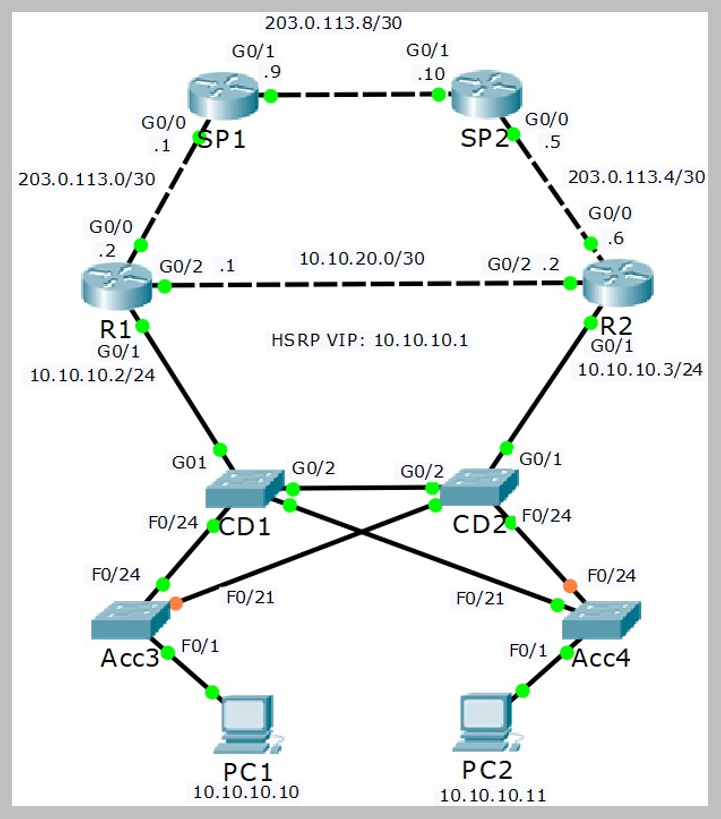 203.0.113.8/30
G0/1
.9
G0/1
.10
G0/0
.1
SP1
SP2
G0/0
.5
203.0.113.0/30
203.0.113.4/30
G0/0
.2
G0/0
.6
G0/2 .1
10.10.20.0/30
G0/2 .2
R1
R2
HSRP VIP: 10.10.10.1
G0/1
10.10.10.2/24
G0/1
10.10.10.3/24
G01
G0/2
G0/2
G0/1
CD1
CD2
F0/24
F0/24
F0/24
F0/21
F0/21
F0/24
Acc3
F0/1
F0/1
Acc4
PC1
10.10.10.10
PC2
10.10.10.11